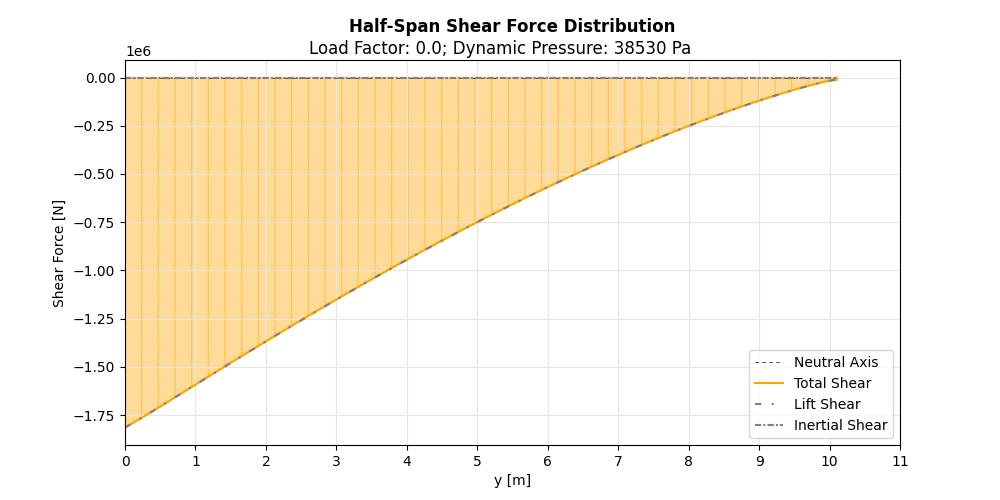 Half-Span Shear Force Distribution
Load Factor: 0.0; Dynamic Pressure: 38530 Pa
1e6
0.00
−0.25
−0.50
−0.75
−1.00
−1.25
−1.50
−1.75
Shear Force [N]
Neutral Axis
Total Shear
Lift Shear
Inertial Shear
0 1 2 3 4 5 6 7 8 9 10 11
y [m]